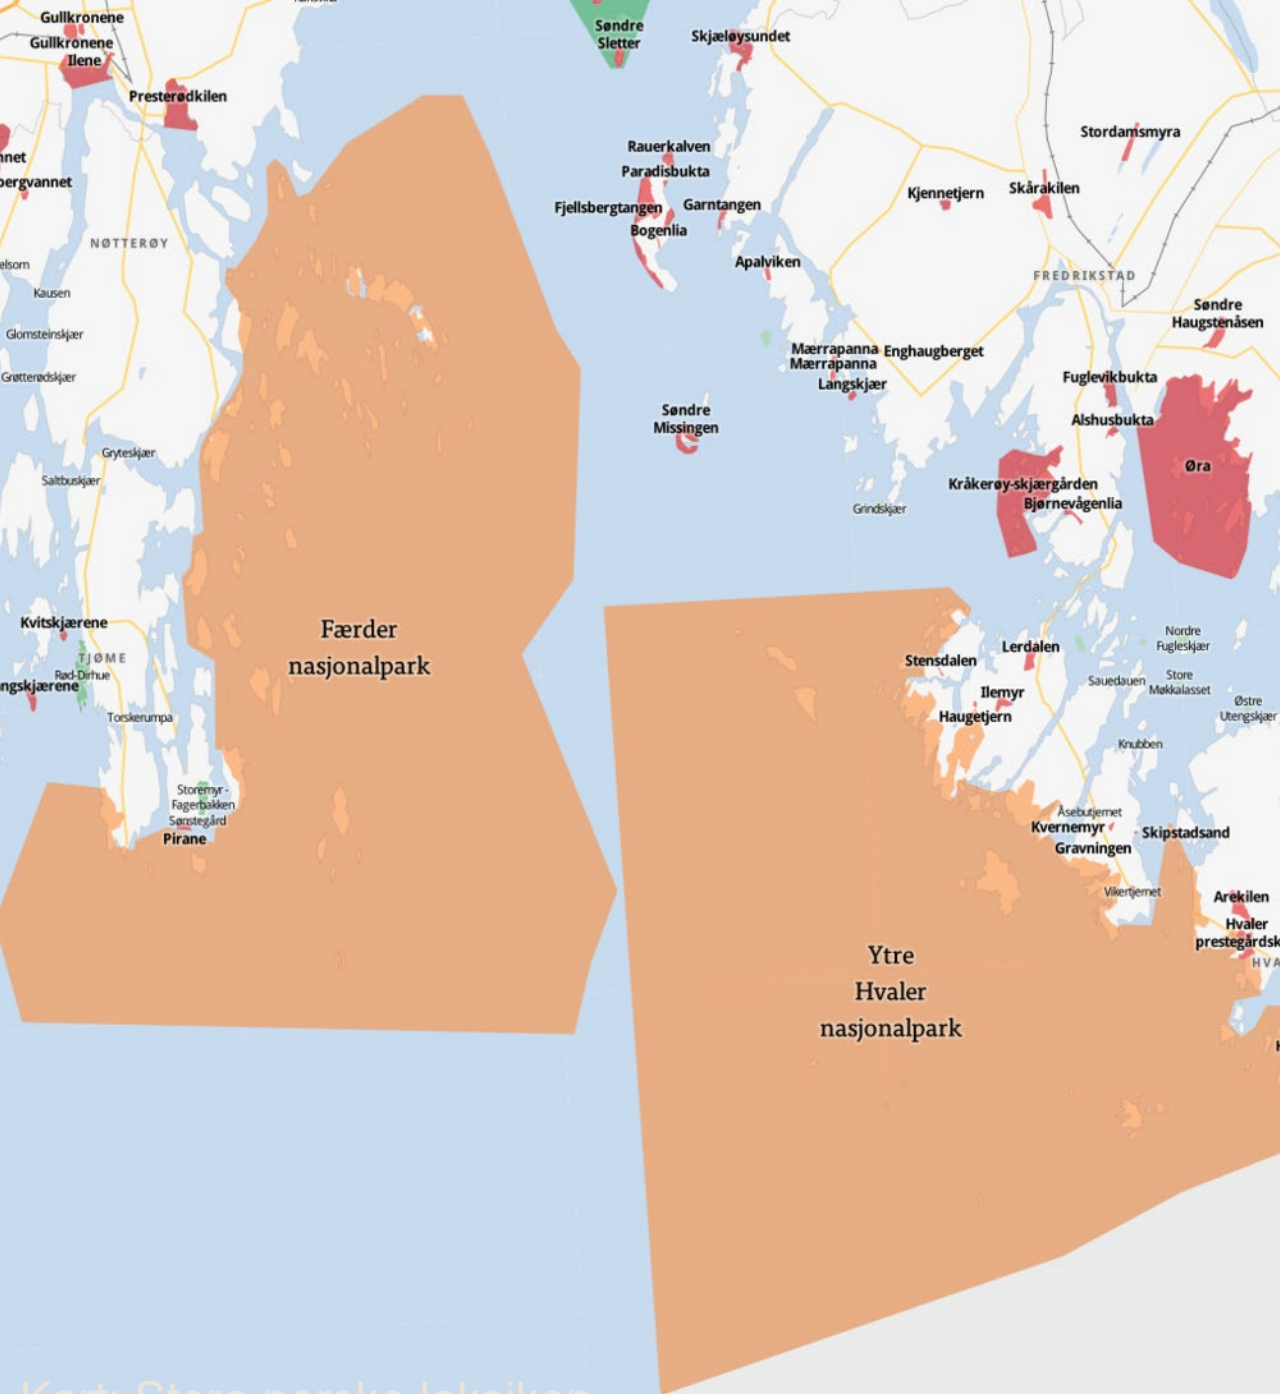 Gullkronene
Gullkronene
Ilene
Presterødkilen
Søndre
Sletter
Skjæløysundet
Stordamsmyra
Rauerkalven
Paradisbukta
Fjellsbergtangen
Garntangen
Bogenlia
Kjennetjern
Skårakilen
Apalviken
NØTTERØY
Kausen
Glomsteinskjær
Grøtterødskjær
FREDRIKSTAD
Søndre
Haugstenåsen
Mærrapanna
Enghaugberget
Mærrapanna
Langskjær
Fuglevikbukta
Alshusbukta
Søndre
Missingen
Gryteskjær
Saltbuskjær
Øra
Kråkerøy-skjærgården
Bjørnevågenlia
Grindskjær
Kvitskjærene
TJØME
Rød-Dirhue
ngskjærene
Torskerumpa
Færder
nasjonalpark
Stensdalen
Lerdalen
Ilemyr
Haugetjern
Nordre
Fugleskjær
Sauedauen
Store
Møkkalasset
Østre
Utengskjær
Knubben
Storemyr -
Fagerbakken
Sønstegård
Pirane
Åsebutjernet
Kvernemyr
Skipstadsand
Gravningen
Vikertjernet
Arekilen
Hvaler
prestegårdsk
HVA
Ytre
Hvaler
nasjonalpark